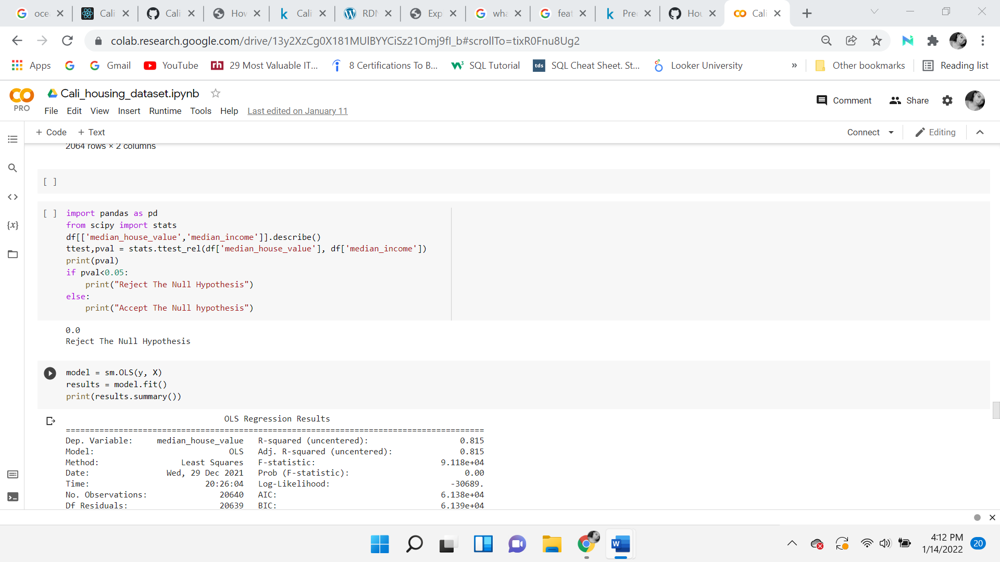 oce Cali Cali How Cali RDN Exp wha feat Pre Hou Cali
colab.research.google.com/drive/13y2XzCg0X181MUlBYYCiSz21Omj9fI_b#scrollTo=tixR0Fnu8Ug2
Apps Gmail YouTube rh 29 Most Valuable IT... 8 Certifications To B... SQL Tutorial tds SQL Cheat Sheet. St... Looker University » Other bookmarks Reading list
Cali_housing_dataset.ipynb
PRO
File Edit View Insert Runtime Tools Help Last edited on January 11
Comment Share
+ Code + Text
Connect Editing
2064 rows × 2 columns
[ ]
[ ] import pandas as pd
from scipy import stats
df[['median_house_value','median_income']].describe()
ttest,pval = stats.ttest_rel(df['median_house_value'], df['median_income'])
print(pval)
if pval<0.05:
    print("Reject The Null Hypothesis")
else:
    print("Accept The Null hypothesis")
0.0
Reject The Null Hypothesis
model = sm.OLS(y, X)
results = model.fit()
print(results.summary())
OLS Regression Results
=======================================================================================
Dep. Variable: median_house_value R-squared (uncentered): 0.815
Model: OLS Adj. R-squared (uncentered): 0.815
Method: Least Squares F-statistic: 9.118e+04
Date: Wed, 29 Dec 2021 Prob (F-statistic): 0.00
Time: 20:26:04 Log-Likelihood: -30689.
No. Observations: 20640 AIC: 6.138e+04
Df Residuals: 20639 BIC: 6.139e+04
4:12 PM
1/14/2022
20